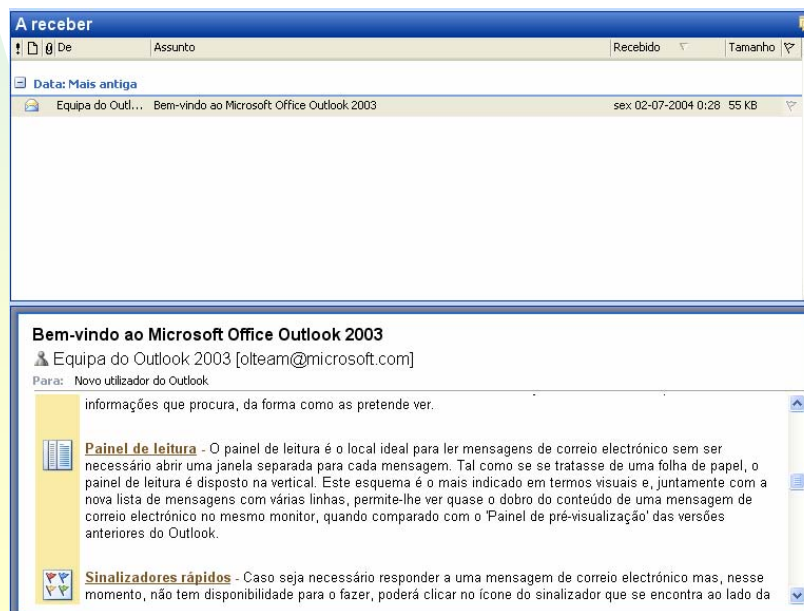 A receber
! De Assunto Recebido Tamanho
Data: Mais antiga
Equipa do Outl... Bem-vindo ao Microsoft Office Outlook 2003 sex 02-07-2004 0:28 55 KB
Bem-vindo ao Microsoft Office Outlook 2003
Equipa do Outlook 2003 [olteam@microsoft.com]
Para: Novo utilizador do Outlook
informações que procura, da forma como as pretende ver.
Painel de leitura - O painel de leitura é o local ideal para ler mensagens de correio electrónico sem ser
necessário abrir uma janela separada para cada mensagem. Tal como se se tratasse de uma folha de papel, o
painel de leitura é disposto na vertical. Este esquema é o mais indicado em termos visuais e, juntamente com a
nova lista de mensagens com várias linhas, permite-lhe ver quase o dobro do conteúdo de uma mensagem de
correio electrónico no mesmo monitor, quando comparado com o 'Painel de pré-visualização' das versões
anteriores do Outlook.
Sinalizadores rápidos - Caso seja necessário responder a uma mensagem de correio electrónico mas, nesse
momento, não tem disponibilidade para o fazer, poderá clicar no ícone do sinalizador que se encontra ao lado da